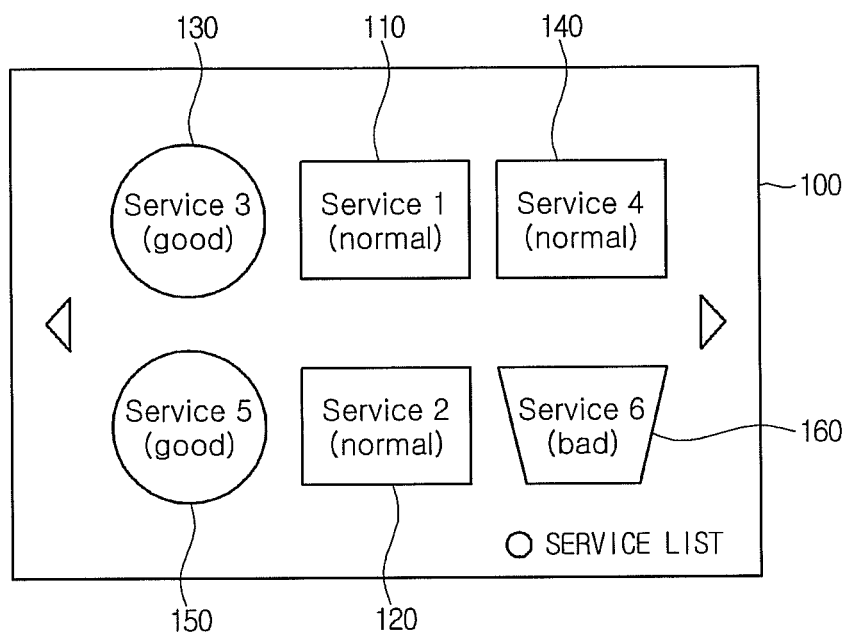 130
110
140
Service 3
(good)
Service 1
(normal)
Service 4
(normal)
100
Service 5
(good)
Service 2
(normal)
Service 6
(bad)
160
SERVICE LIST
150
120